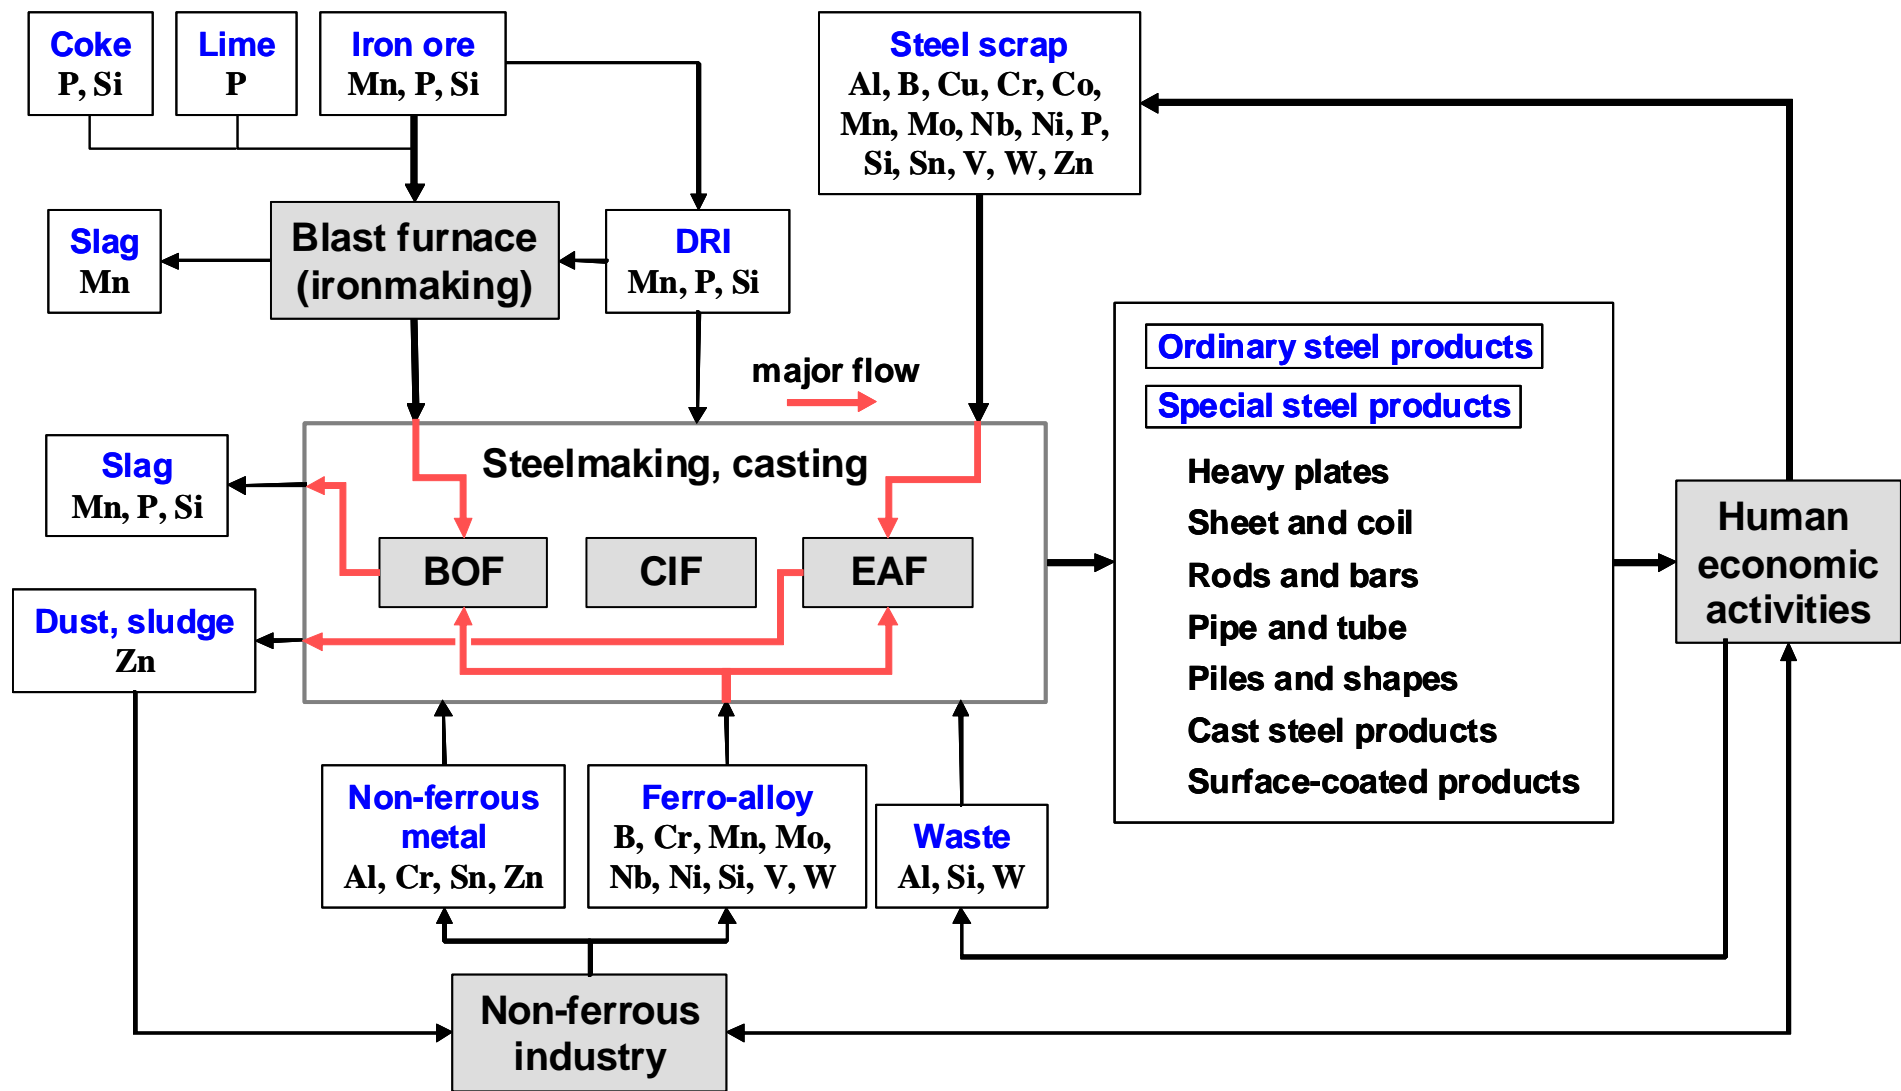 Coke
P, Si
Lime
P
Iron ore
Mn, P, Si
Steel scrap
Al, B, Cu, Cr, Co,
Mn, Mo, Nb, Ni, P,
Si, Sn, V, W, Zn
Slag
Mn
Blast furnace
(ironmaking)
DRI
Mn, P, Si
major flow
Ordinary steel products
Special steel products
Heavy plates
Sheet and coil
Rods and bars
Pipe and tube
Piles and shapes
Cast steel products
Surface-coated products
Human
economic
activities
Steelmaking, casting
Slag
Mn, P, Si
BOF
CIF
EAF
Dust, sludge
Zn
Non-ferrous
metal
Al, Cr, Sn, Zn
Ferro-alloy
B, Cr, Mn, Mo,
Nb, Ni, Si, V, W
Waste
Al, Si, W
Non-ferrous
industry